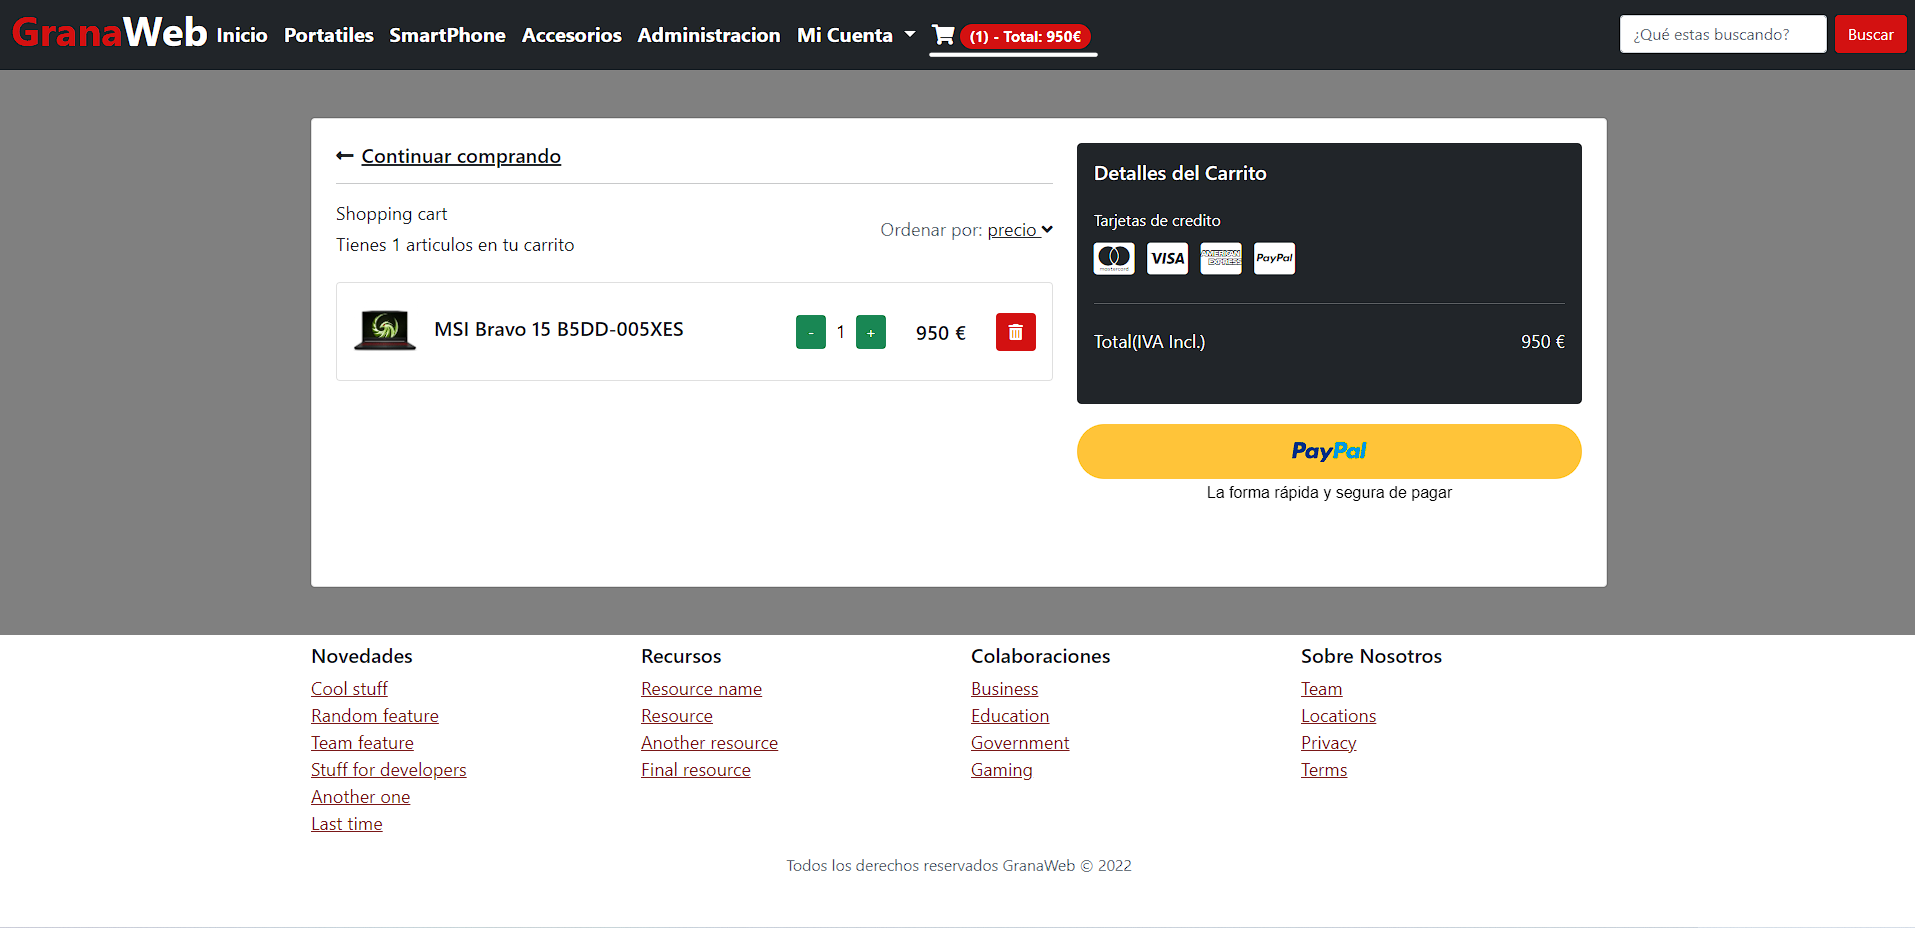 GranaWeb Inicio Portatiles SmartPhone Accesorios Administracion Mi Cuenta (1) - Total: 950€ ¿Qué estas buscando? Buscar
Continuar comprando
Shopping cart
Tienes 1 articulos en tu carrito
Ordenar por: precio
MSI Bravo 15 B5DD-005XES - 1 + 950 €
Detalles del Carrito
Tarjetas de credito
mastercard VISA AMERICAN EXPRESS PayPal
Total(IVA Incl.) 950 €
PayPal
La forma rápida y segura de pagar
Novedades
Cool stuff
Random feature
Team feature
Stuff for developers
Another one
Last time
Recursos
Resource name
Resource
Another resource
Final resource
Colaboraciones
Business
Education
Government
Gaming
Sobre Nosotros
Team
Locations
Privacy
Terms
Todos los derechos reservados GranaWeb © 2022